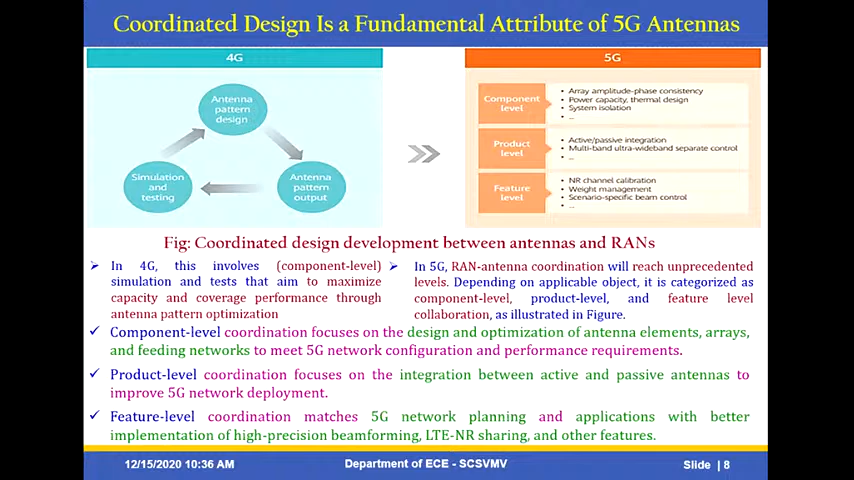 Coordinated Design Is a Fundamental Attribute of 5G Antennas
4G
Antenna
pattern
design
Simulation
and
testing
Antenna
pattern
output
5G
Component
level
• Array amplitude-phase consistency
• Power capacity, thermal design
• System isolation
• ...
Product
level
• Active/passive integration
• Multi-band ultra-wideband separate control
• ...
Feature
level
• NR channel calibration
• Weight management
• Scenario-specific beam control
• ...
Fig: Coordinated design development between antennas and RANs
➢ In 4G, this involves (component-level)
simulation and tests that aim to maximize
capacity and coverage performance through
antenna pattern optimization
➢ In 5G, RAN-antenna coordination will reach unprecedented
levels. Depending on applicable object, it is categorized as
component-level, product-level, and feature level
collaboration, as illustrated in Figure.
✓ Component-level coordination focuses on the design and optimization of antenna elements, arrays,
and feeding networks to meet 5G network configuration and performance requirements.
✓ Product-level coordination focuses on the integration between active and passive antennas to
improve 5G network deployment.
✓ Feature-level coordination matches 5G network planning and applications with better
implementation of high-precision beamforming, LTE-NR sharing, and other features.
12/15/2020 10:36 AM
Department of ECE - SCSVMV
Slide | 8